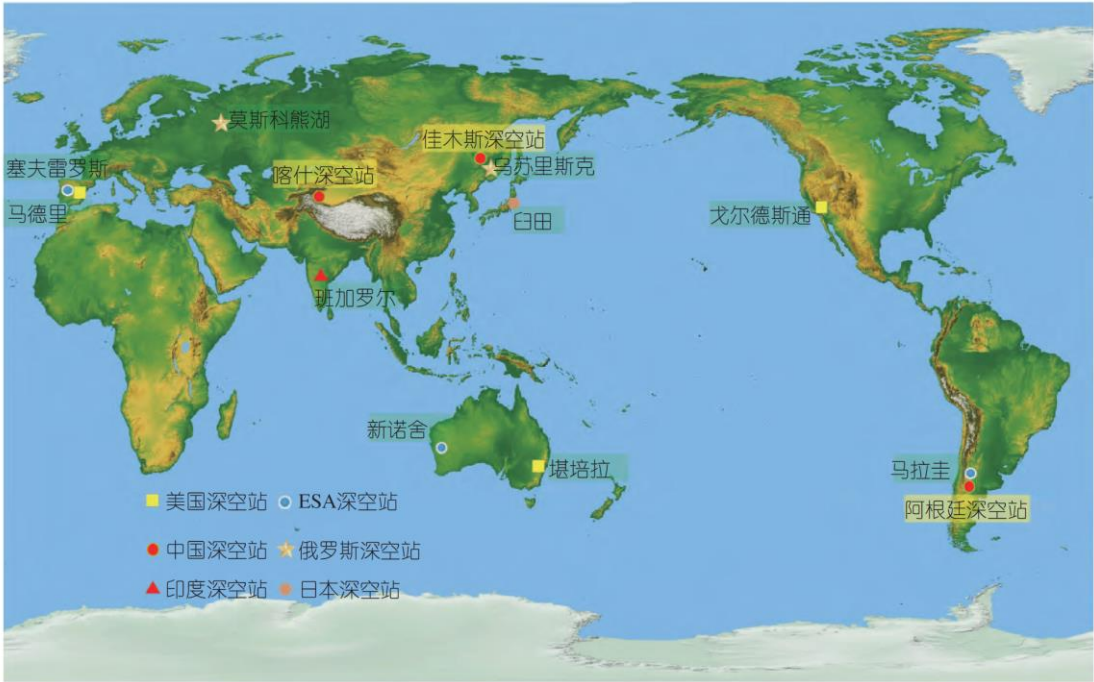 莫斯科熊湖
佳木斯深空站
塞夫雷罗斯
乌苏里斯克
喀什深空站
马德里
臼田
戈尔德斯通
班加罗尔
新诺舍
堪培拉
马拉圭
阿根廷深空站
美国深空站 ESA深空站
中国深空站 俄罗斯深空站
印度深空站 日本深空站